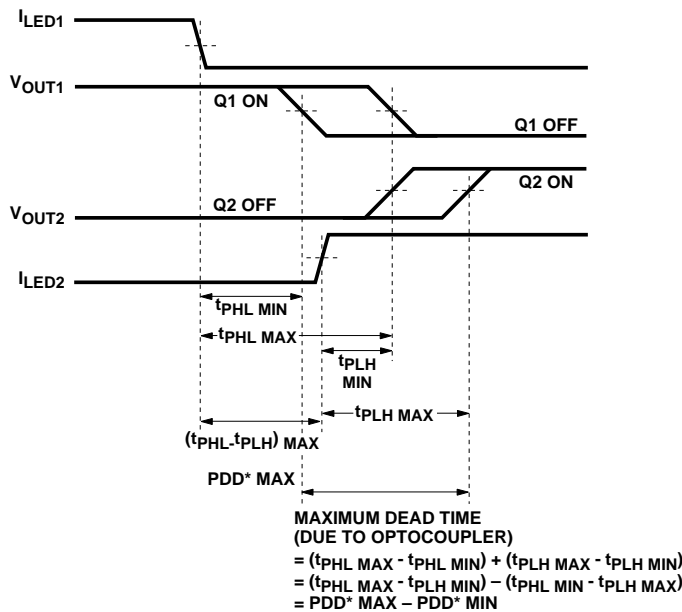 ILED1
VOUT1
Q1 ON
Q1 OFF
Q2 ON
Q2 OFF
VOUT2
ILED2
tPHL MIN
tPHL MAX
tPLH
MIN
tPLH MAX
(tPHL-tPLH) MAX
PDD* MAX
MAXIMUM DEAD TIME
(DUE TO OPTOCOUPLER)
= (tPHL MAX - tPHL MIN) + (tPLH MAX - tPLH MIN)
= (tPHL MAX - tPLH MIN) – (tPHL MIN - tPLH MAX)
= PDD* MAX – PDD* MIN